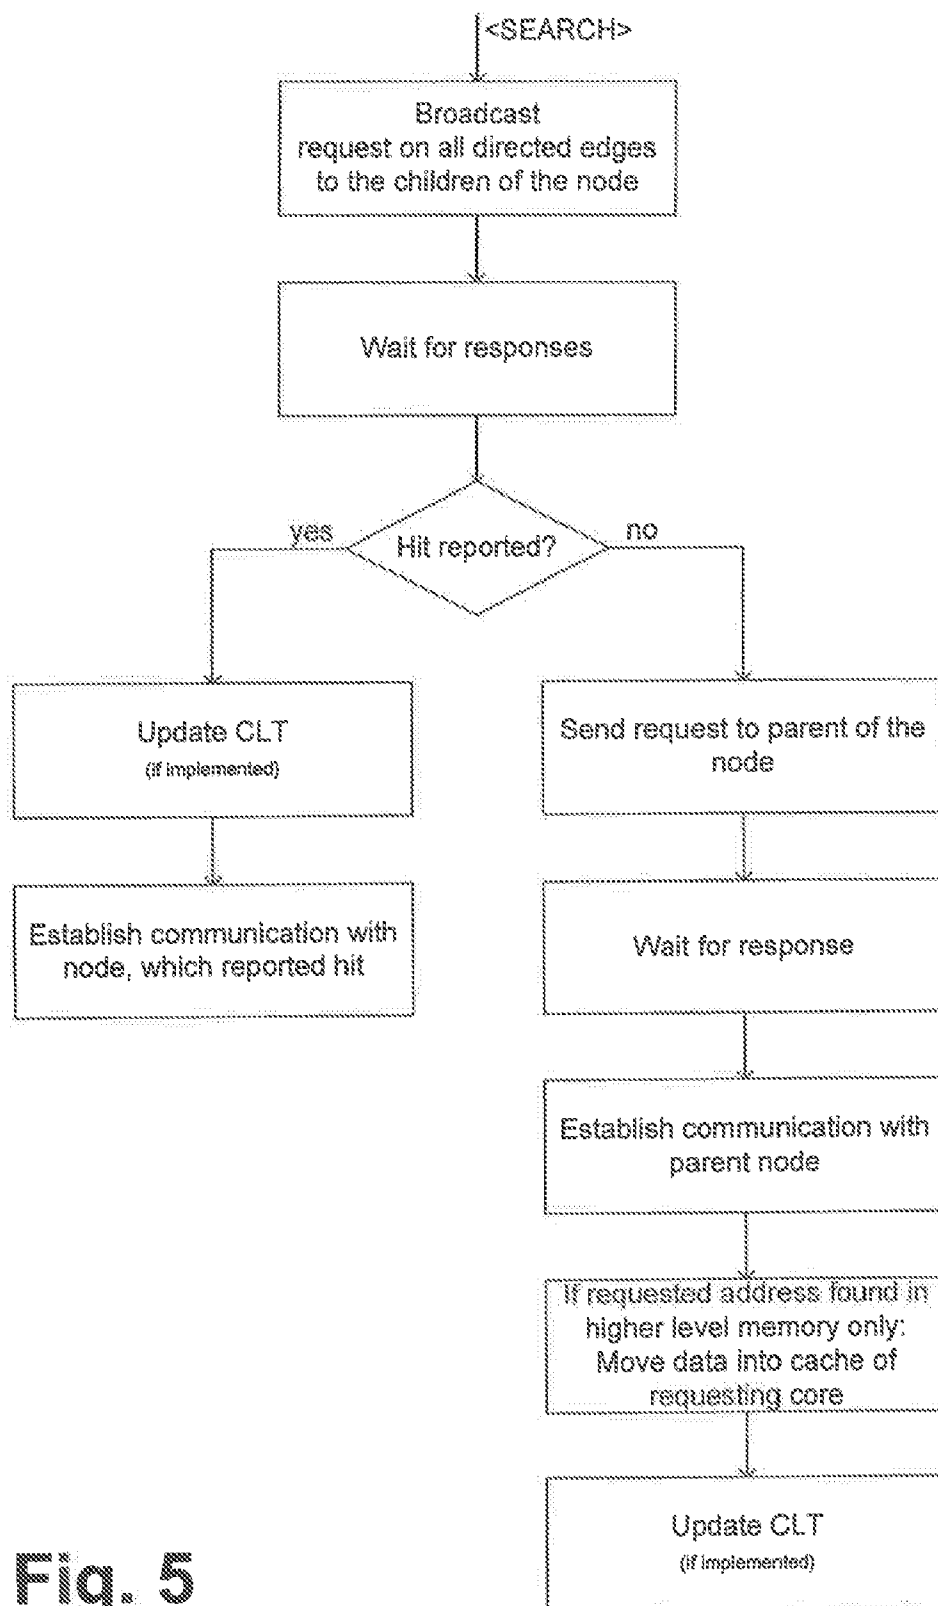 <SEARCH>
Broadcast
request on all directed edges
to the children of the node
Wait for responses
yes
Hit reported?
no
Update CLT
(if implemented)
Send request to parent of the
node
Establish communication with
node, which reported hit
Wait for response
Establish communication with
parent node
If requested address found in
higher level memory only:
Move data into cache of
requesting core
Update CLT
(if implemented)
Fig. 5